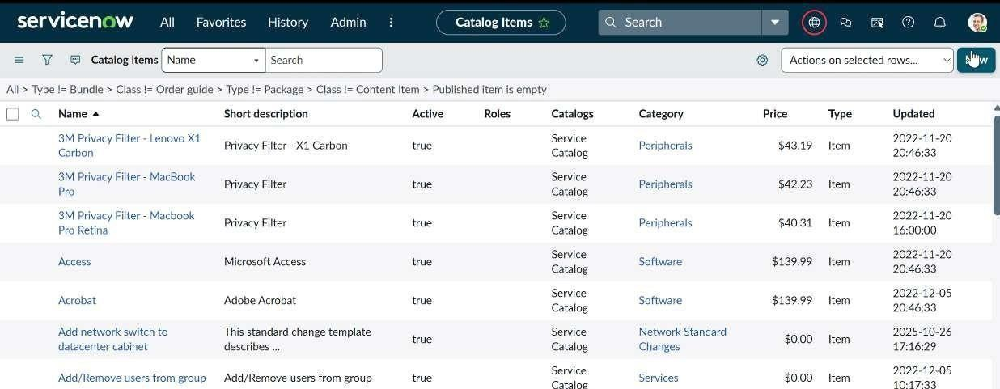 servicenow All Favorites History Admin Catalog Items Search
Catalog Items Name Search Actions on selected rows...
All > Type != Bundle > Class != Order guide > Type != Package > Class != Content Item > Published item is empty
Name Short description Active Roles Catalogs Category Price Type Updated
3M Privacy Filter - Lenovo X1 Carbon Privacy Filter - X1 Carbon true Service Catalog Peripherals $43.19 Item 2022-11-20 20:46:33
3M Privacy Filter - MacBook Pro Privacy Filter true Service Catalog Peripherals $42.23 Item 2022-11-20 20:46:33
3M Privacy Filter - Macbook Pro Retina Privacy Filter true Service Catalog Peripherals $40.31 Item 2022-11-20 16:00:00
Access Microsoft Access true Service Catalog Software $139.99 Item 2022-11-20 20:46:33
Acrobat Adobe Acrobat true Service Catalog Software $139.99 Item 2022-12-05 20:46:33
Add network switch to datacenter cabinet This standard change template describes ... true Service Catalog Network Standard Changes $0.00 Item 2025-10-26 17:16:29
Add/Remove users from group Add/Remove users from group true Service Catalog Services $0.00 Item 2022-12-05 10:17:33